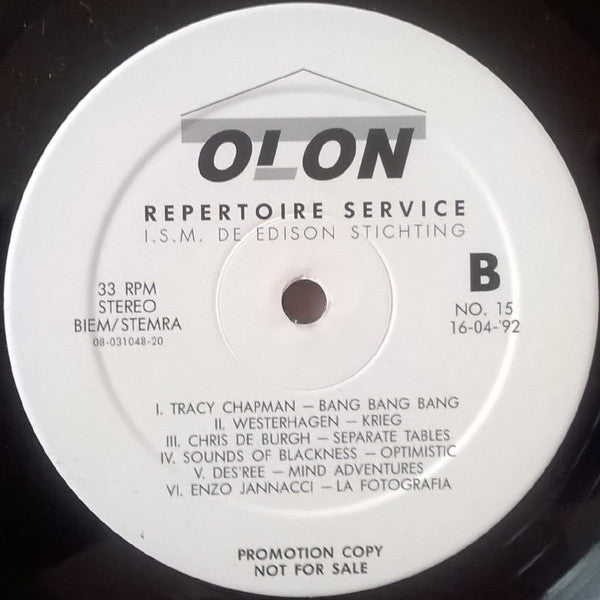 OLON
REPERTOIRE SERVICE
I.S.M. DE EDISON STICHTING
33 RPM
STEREO
BIEM/STEMRA
08-031048-20
B
NO. 15
16-04-'92
I. TRACY CHAPMAN – BANG BANG BANG
II. WESTERHAGEN – KRIEG
III. CHRIS DE BURGH – SEPARATE TABLES
IV. SOUNDS OF BLACKNESS – OPTIMISTIC
V. DES'REE – MIND ADVENTURES
VI. ENZO JANNACCI – LA FOTOGRAFIA
PROMOTION COPY
NOT FOR SALE